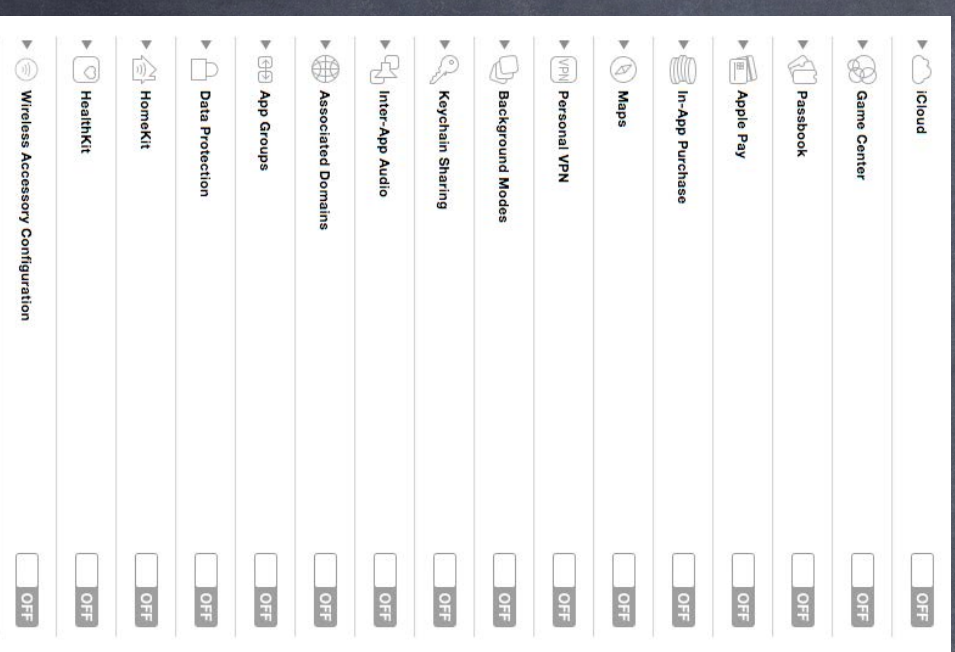 iCloud OFF
Game Center OFF
Passbook OFF
Apple Pay OFF
In-App Purchase OFF
Maps OFF
VPN Personal VPN OFF
Background Modes OFF
Keychain Sharing OFF
Inter-App Audio OFF
Associated Domains OFF
App Groups OFF
Data Protection OFF
HomeKit OFF
HealthKit OFF
Wireless Accessory Configuration OFF